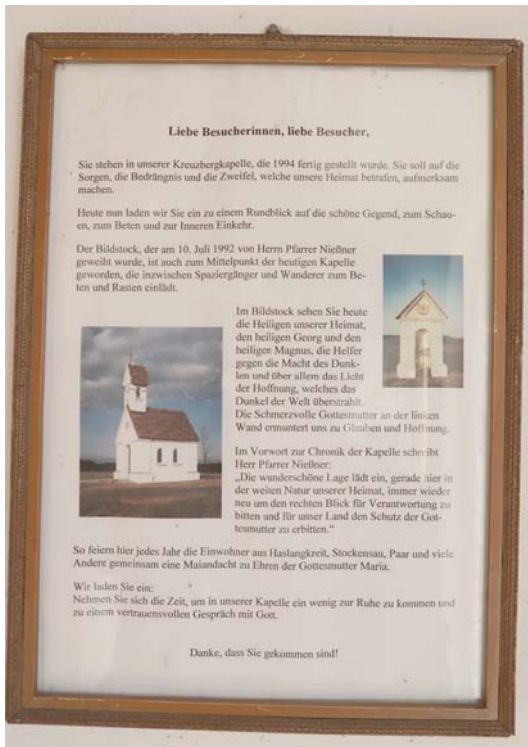 Liebe Besucherinnen, liebe Besucher,
Sie stehen in unserer Kreuzbergkapelle, die 1994 fertig gestellt wurde. Sie soll auf die
Sorgen, die Bedrängnis und die Zweifel, welche unsere Heimat betrafen, aufmerksam
machen.
Heute nun laden wir Sie ein zu einem Rundblick auf die schöne Gegend, zum Schau-
en, zum Beten und zur Inneren Einkehr.
Der Bildstock, der am 10. Juli 1992 von Herrn Pfarrer Nießner
geweiht wurde, ist auch zum Mittelpunkt der heutigen Kapelle
geworden, die inzwischen Spaziergänger und Wanderer zum Be-
ten und Rasten einlädt.
Im Bildstock sehen Sie heute
die Heiligen unserer Heimat,
den heiligen Georg und den
heiligen Magnus, die Helfer
gegen die Macht des Dunk-
len und über allem das Licht
der Hoffnung, welches das
Dunkel der Welt überstrahlt.
Die Schmerzvolle Gottesmutter an der linken
Wand ermuntert uns zu Glauben und Hoffnung.
Im Vorwort zur Chronik der Kapelle schreibt
Herr Pfarrer Nießner:
„Die wunderschöne Lage lädt ein, gerade hier in
der weiten Natur unserer Heimat, immer wieder
neu um den rechten Blick für Verantwortung zu
bitten und für unser Land den Schutz der Got-
tesmutter zu erbitten.“
So feiern hier jedes Jahr die Einwohner aus Haslangkreit, Stockensau, Paar und viele
Andere gemeinsam eine Maiandacht zu Ehren der Gottesmutter Maria.
Wir laden Sie ein:
Nehmen Sie sich die Zeit, um in unserer Kapelle ein wenig zur Ruhe zu kommen und
zu einem vertrauensvollen Gespräch mit Gott.
Danke, dass Sie gekommen sind!